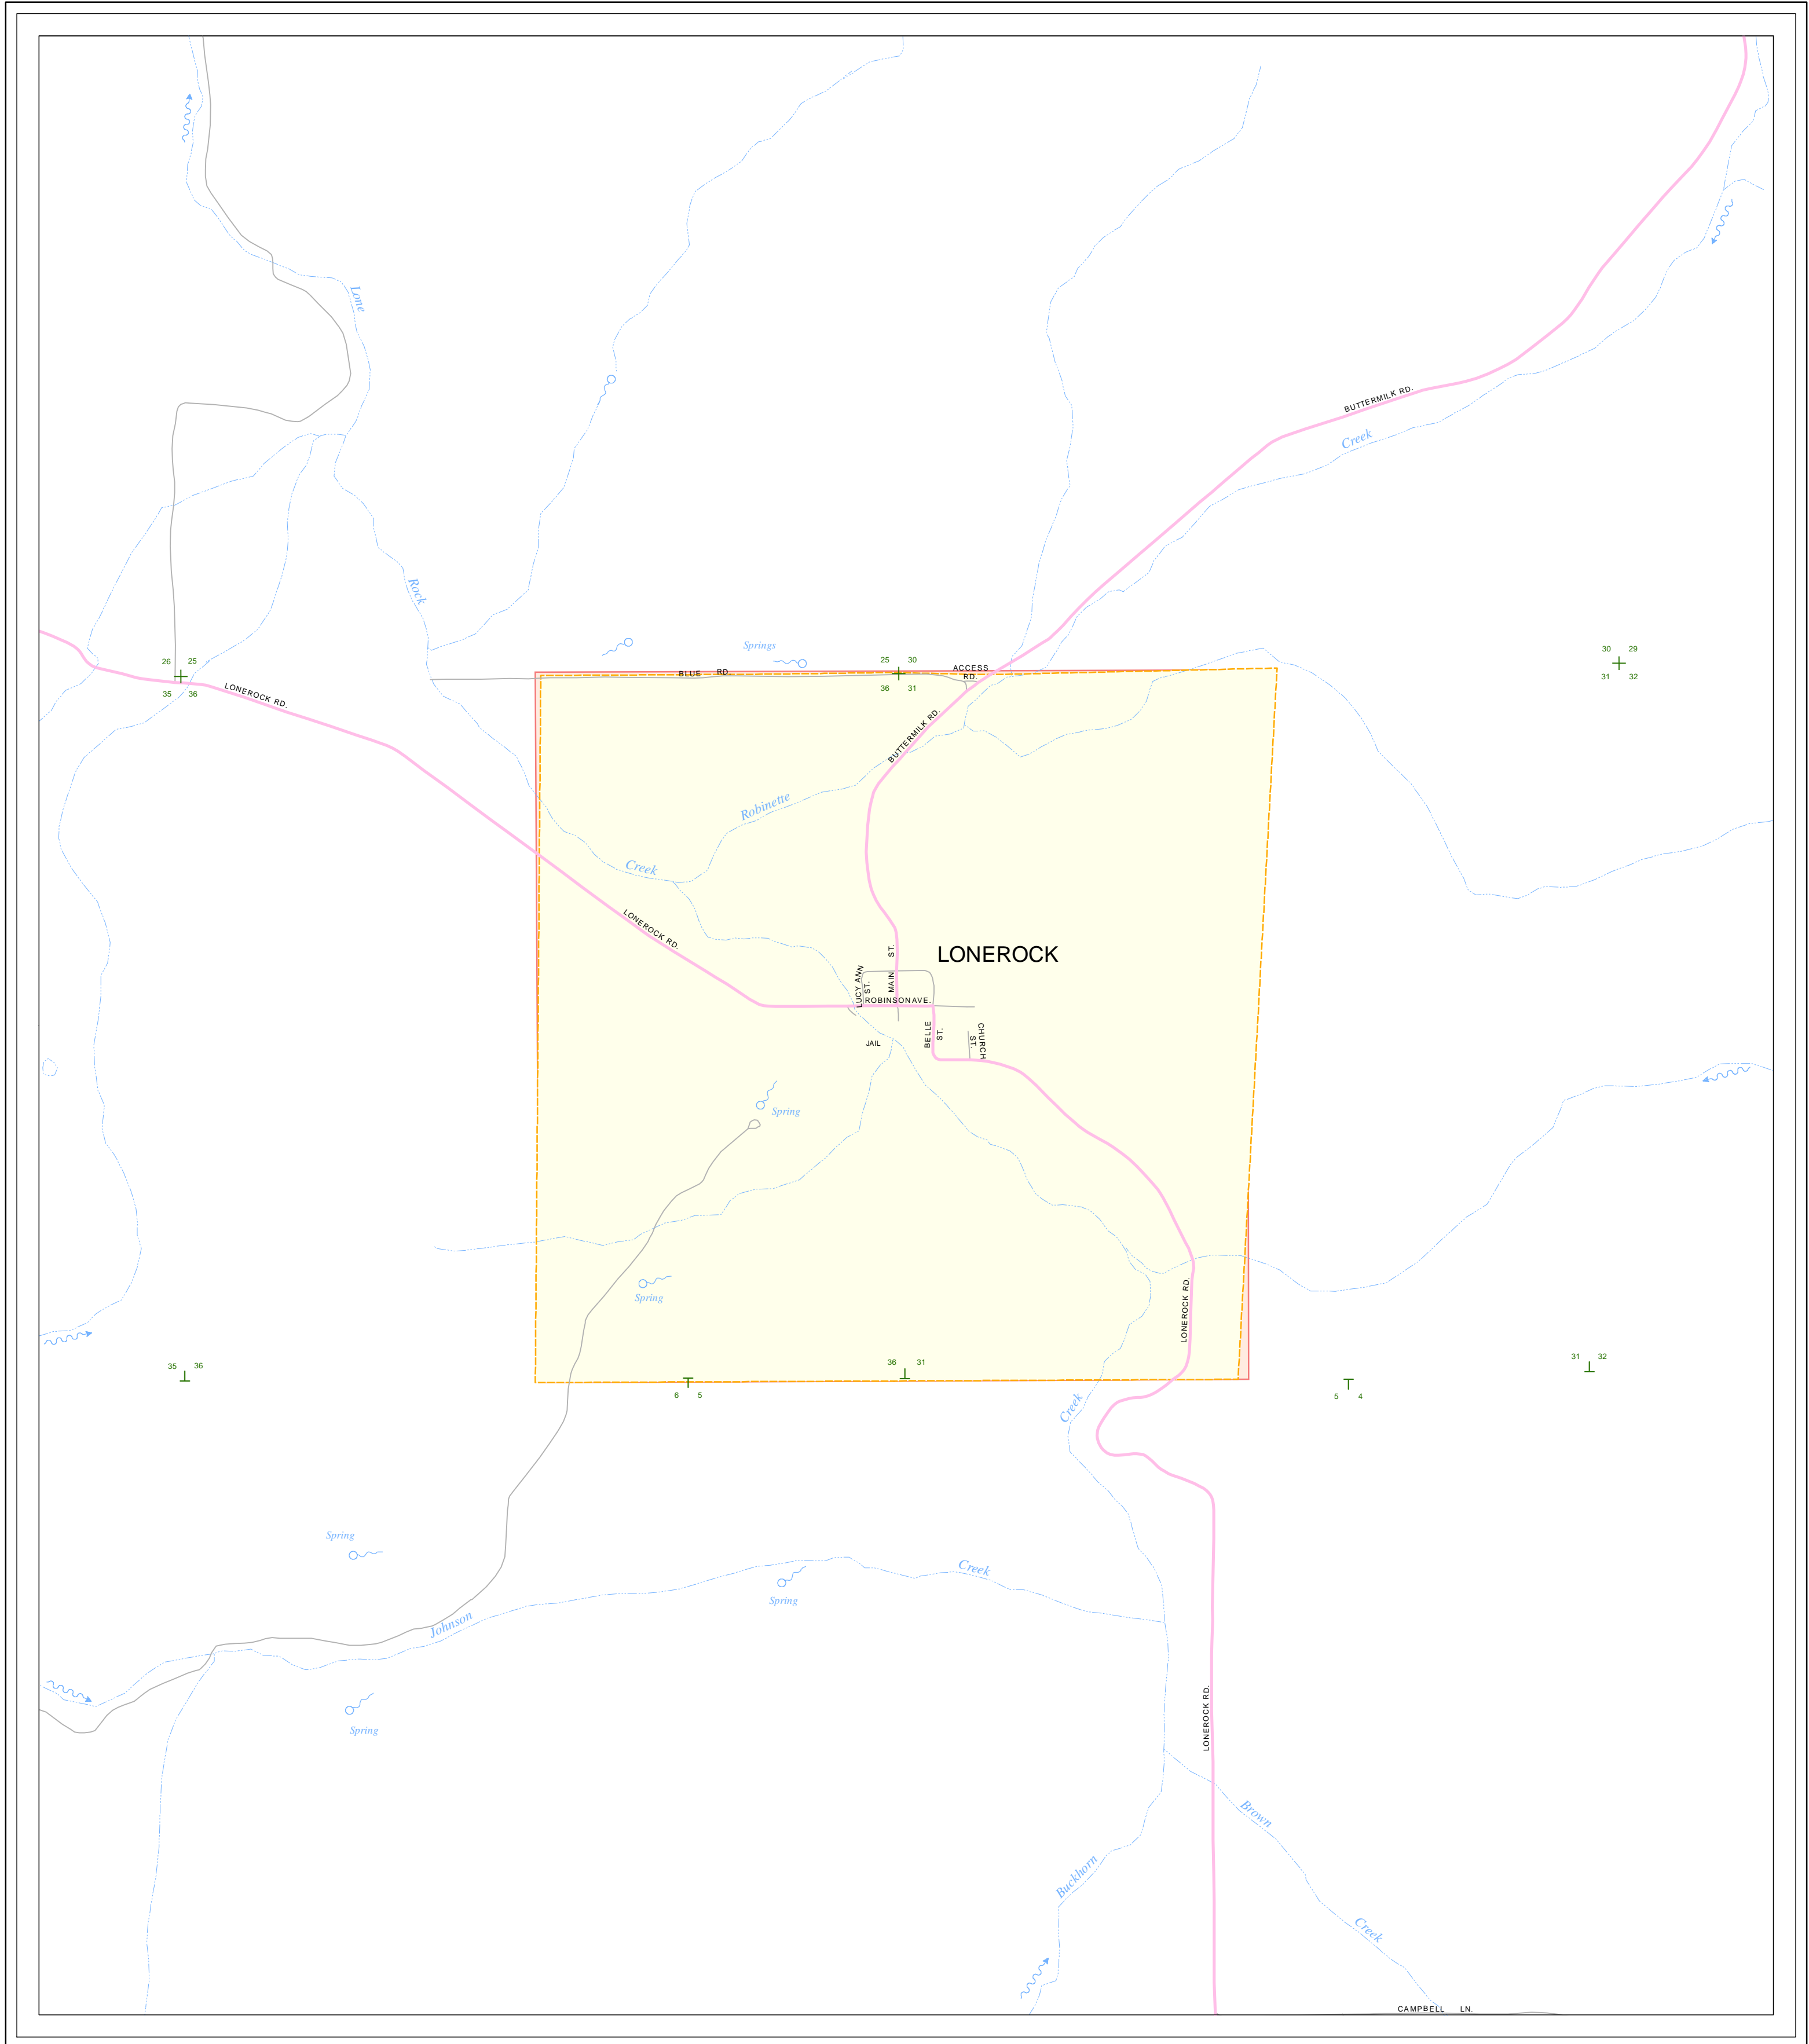 Lone
BUTTERMILK RD.
Creek
Rock
Springs
26 25
35 36
25 30
36 31
30 29
31 32
BLUE RD.
ACCESS
RD.
LONEROCK RD.
BUTTERMILK RD.
Robinette
Creek
LONEROCK RD.
LONEROCK
LUCY ANN
ST.
MAIN ST.
ROBINSON AVE.
BELLE
ST.
CHURCH
ST.
JAIL
Spring
Spring
LONEROCK RD.
35 36
36 31
31 32
6 5
5 4
Creek
Spring
Creek
Spring
Johnson
Spring
LONEROCK RD.
Brown
Buckhorn
Creek
CAMPBELL LN.